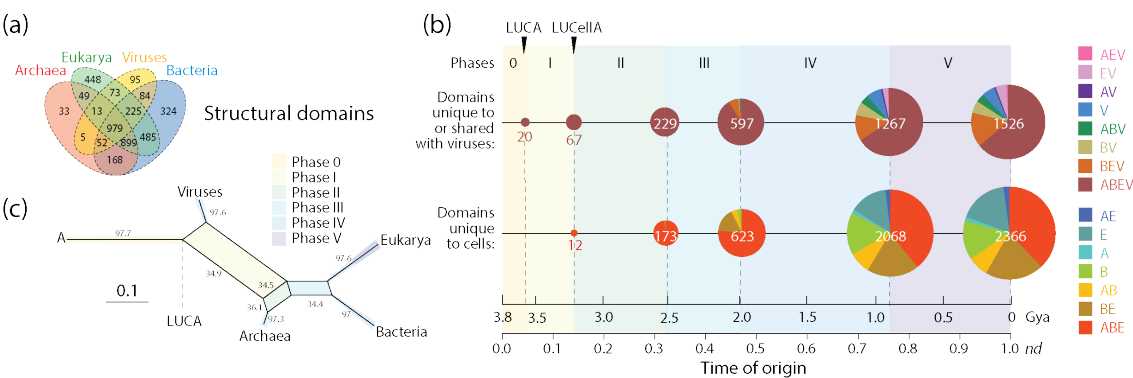 (a)
Eukarya Viruses
Archaea Bacteria
448 95
49 73 84
33 13 225 324
979
5 52 899 485
168
Structural domains
Phase 0
Phase I
Phase II
Phase III
Phase IV
Phase V
(c)
Viruses
97.6
A 97.7
34.9
34.5
97.6 Eukarya
36.1
34.4
97.3
97
0.1
LUCA
Archaea
Bacteria
(b)
LUCA LUCellA
Phases 0 I II III IV V
Domains
unique to
or shared
with viruses:
20 67 229 597 1267 1526
Domains
unique
to cells:
12 173 623 2068 2366
3.8 3.5 3.0 2.5 2.0 1.5 1.0 0.5 0 Gya
0.0 0.1 0.2 0.3 0.4 0.5 0.6 0.7 0.8 0.9 1.0 nd
Time of origin
AEV
EV
AV
V
ABV
BV
BEV
ABEV
AE
E
A
B
AB
BE
ABE